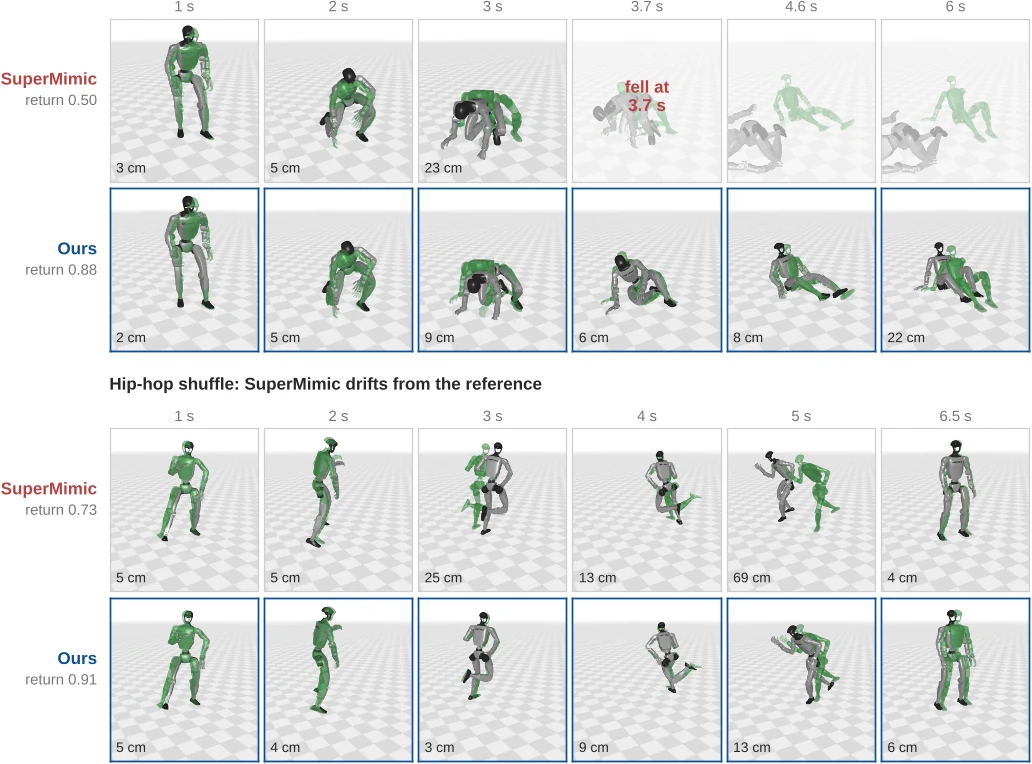 1 s 2 s 3 s 3.7 s 4.6 s 6 s
SuperMimic
return 0.50
fell at
3.7 s
3 cm 5 cm 23 cm
Ours
return 0.88
2 cm 5 cm 9 cm 6 cm 8 cm 22 cm
Hip-hop shuffle: SuperMimic drifts from the reference
1 s 2 s 3 s 4 s 5 s 6.5 s
SuperMimic
return 0.73
5 cm 5 cm 25 cm 13 cm 69 cm 4 cm
Ours
return 0.91
5 cm 4 cm 3 cm 9 cm 13 cm 6 cm